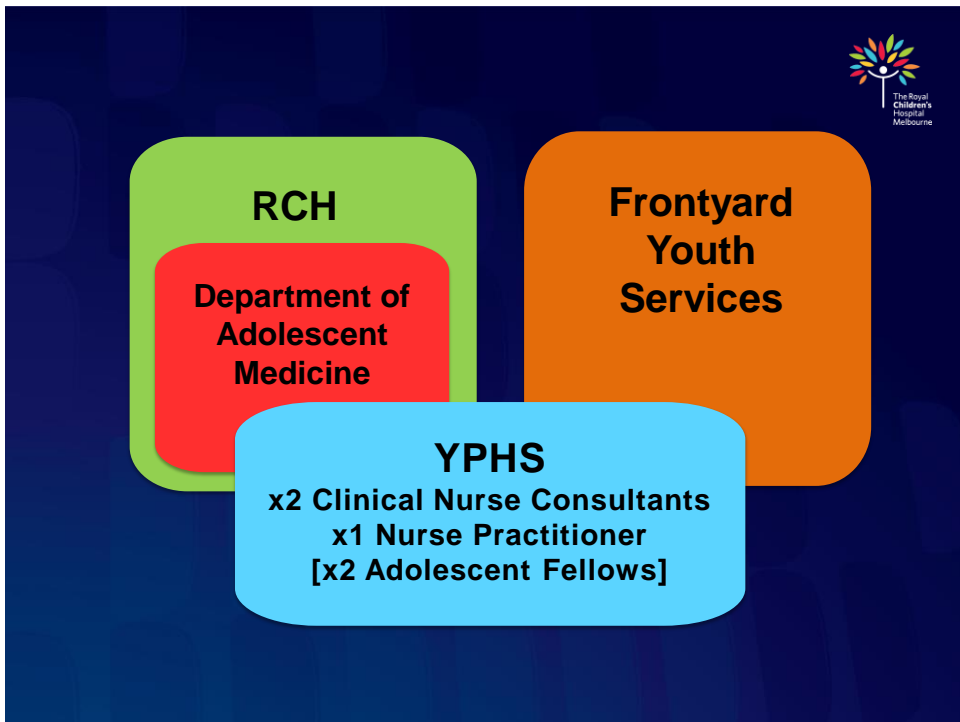 The Royal
Children's
Hospital
Melbourne
RCH
Department of
Adolescent
Medicine
Frontyard
Youth
Services
YPHS
x2 Clinical Nurse Consultants
x1 Nurse Practitioner
[x2 Adolescent Fellows]